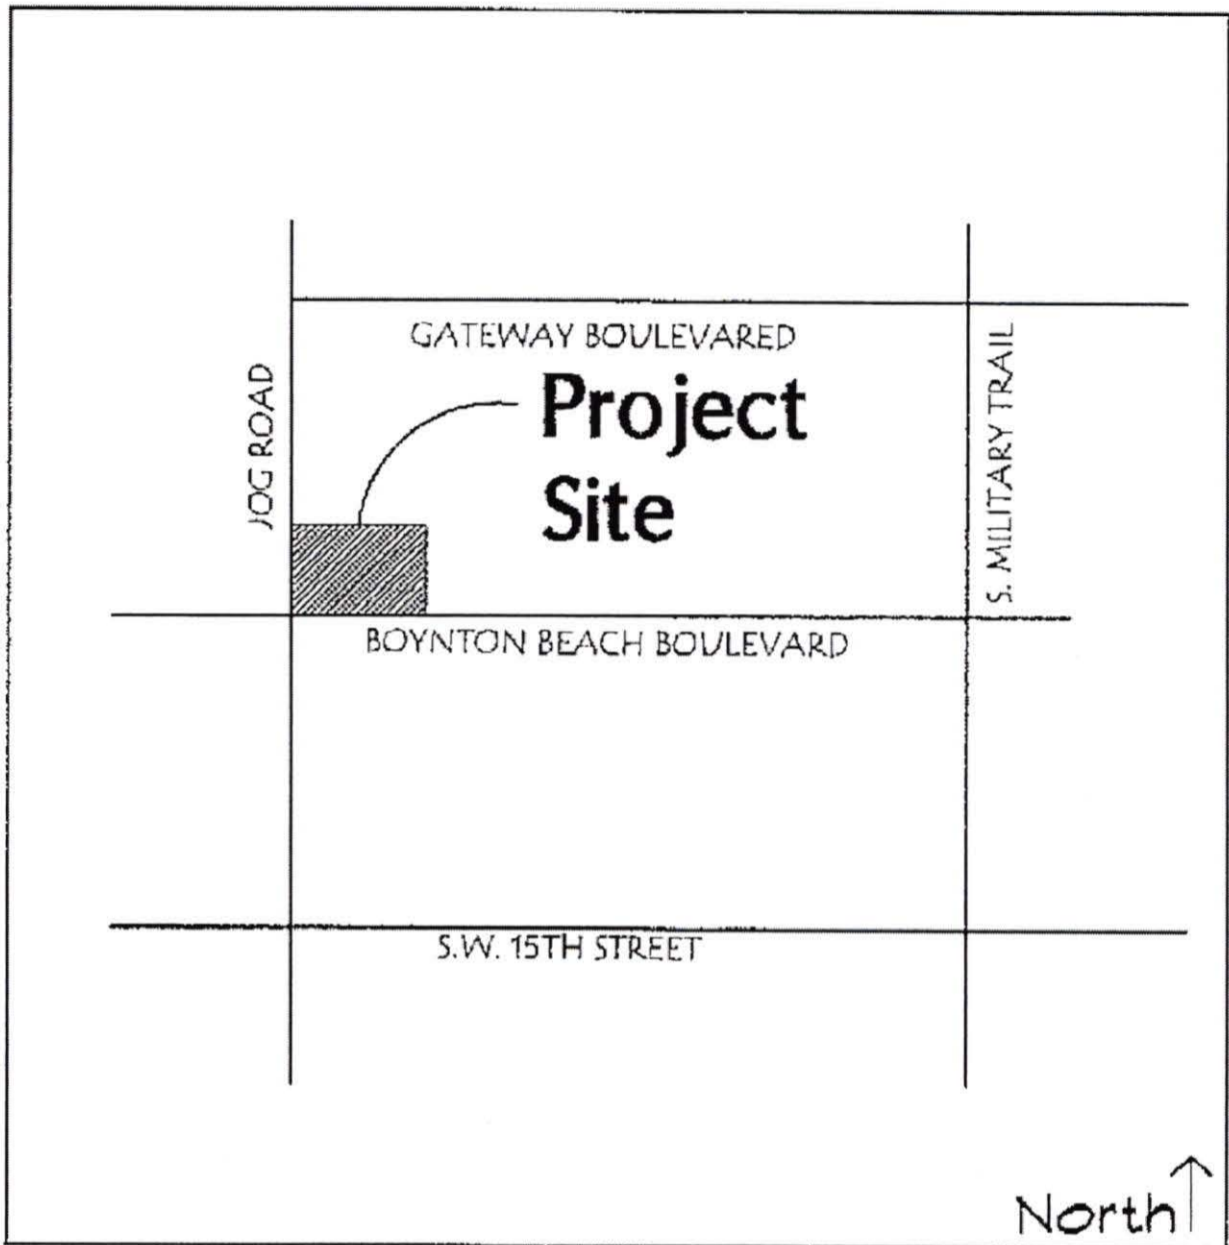 GATEWAY BOULEVARED
JOG ROAD
Project
Site
S. MILITARY TRAIL
BOYNTON BEACH BOULEVARD
S.W. 15TH STREET
North